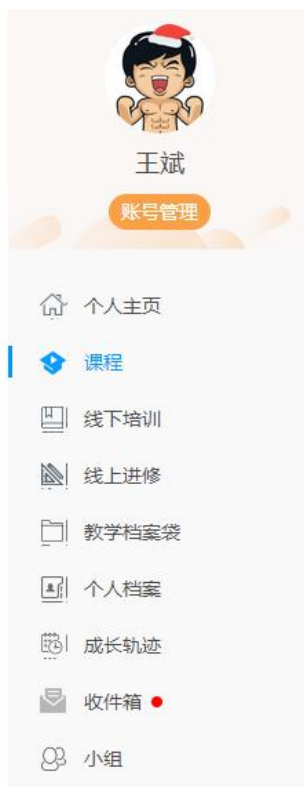 王斌
账号管理
个人主页
课程
线下培训
线上进修
教学档案袋
个人档案
成长轨迹
收件箱
小组